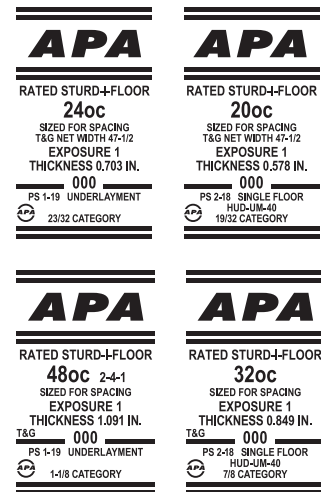 APA
RATED STURD-I-FLOOR
24oc
SIZED FOR SPACING
T&G NET WIDTH 47-1/2
EXPOSURE 1
THICKNESS 0.703 IN.
000
PS 1-19 UNDERLAYMENT
APA
23/32 CATEGORY
APA
RATED STURD-I-FLOOR
20oc
SIZED FOR SPACING
T&G NET WIDTH 47-1/2
EXPOSURE 1
THICKNESS 0.578 IN.
000
PS 2-18 SINGLE FLOOR
HUD-UM-40
APA
19/32 CATEGORY
APA
RATED STURD-I-FLOOR
48oc 2-4-1
SIZED FOR SPACING
EXPOSURE 1
THICKNESS 1.091 IN.
T&G
000
PS 1-19 UNDERLAYMENT
APA
1-1/8 CATEGORY
APA
RATED STURD-I-FLOOR
32oc
SIZED FOR SPACING
EXPOSURE 1
THICKNESS 0.849 IN.
T&G
000
PS 2-18 SINGLE FLOOR
HUD-UM-40
APA
7/8 CATEGORY